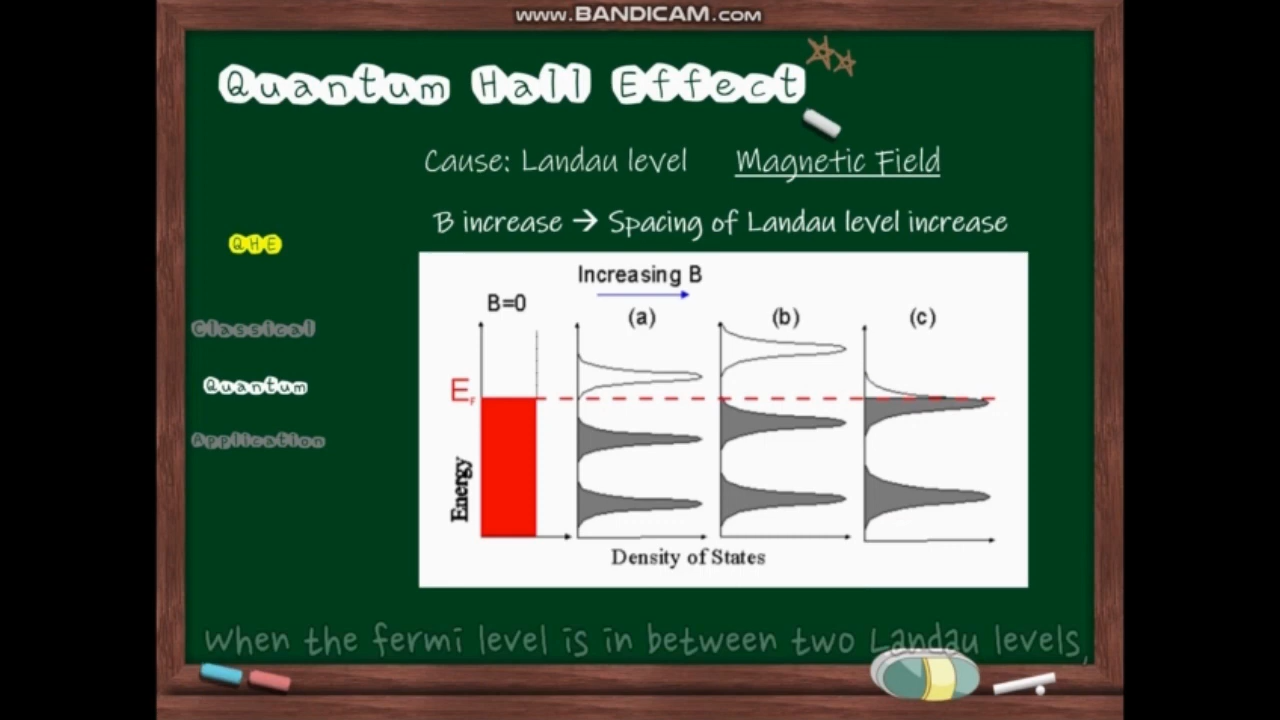 www.BANDICAM.com
Quantum Hall Effect
Cause: Landau level Magnetic Field
B increase → Spacing of Landau level increase
QHE
Classical
Quantum
Application
Increasing B
B=0
(a) (b) (c)
EF
Energy
Density of States
When the fermi level is in between two Landau levels,